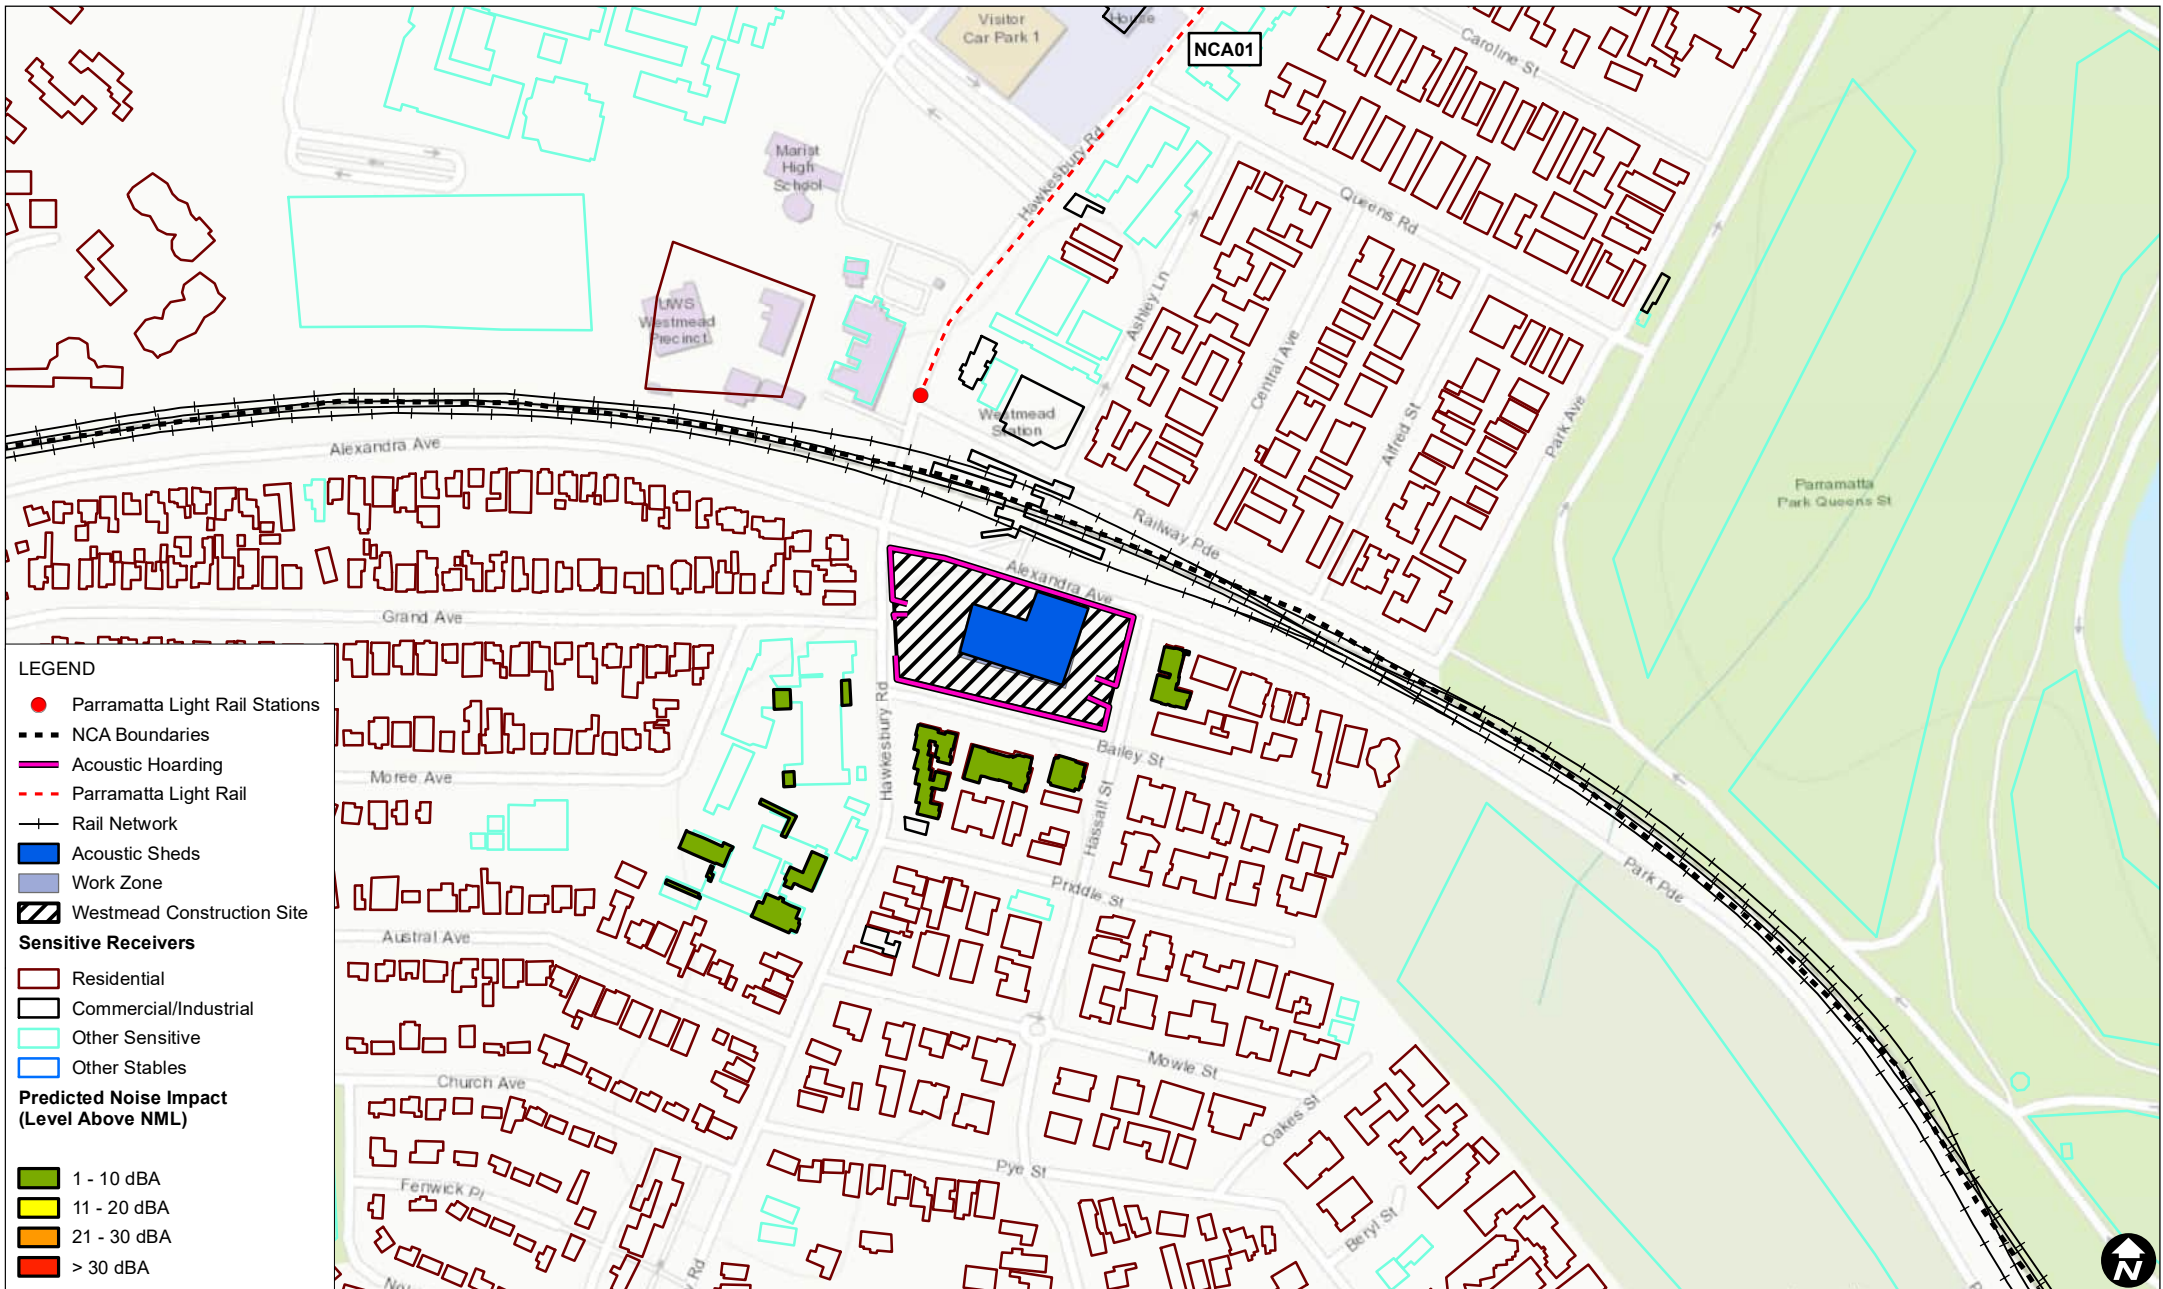 Visitor
Car Park 1
House
NCA01
Caroline St
Marist
High
School
Hawkesbury Rd
Queens Rd
UWS
Westmead
Precinct
Ashley Ln
Central Ave
Westmead
Station
Alfred St
Park Ave
Alexandra Ave
Parramatta
Park Queens St
Railway Pde
Alexandra Ave
Grand Ave
Hawkesbury Rd
Bailey St
Moree Ave
Hassall St
Priddle St
Park Pde
Austral Ave
Mowle St
Church Ave
Oakes St
Pye St
Fenwick Pl
Beryl St
Rd
LEGEND
Parramatta Light Rail Stations
NCA Boundaries
Acoustic Hoarding
Parramatta Light Rail
Rail Network
Acoustic Sheds
Work Zone
Westmead Construction Site
Sensitive Receivers
Residential
Commercial/Industrial
Other Sensitive
Other Stables
Predicted Noise Impact
(Level Above NML)
1 - 10 dBA
11 - 20 dBA
21 - 30 dBA
> 30 dBA
N